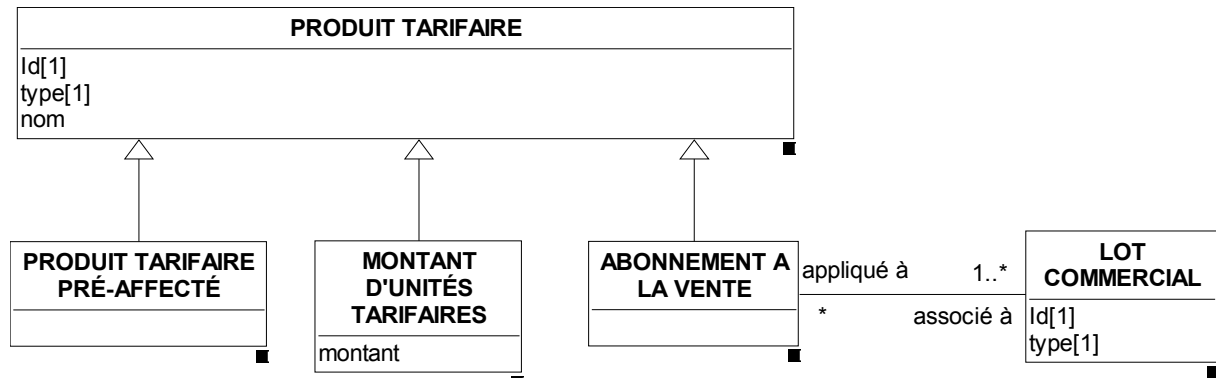 PRODUIT TARIFAIRE
Id[1]
type[1]
nom
PRODUIT TARIFAIRE
PRÉ-AFFECTÉ
MONTANT
D'UNITÉS
TARIFAIRES
montant
ABONNEMENT A
LA VENTE
appliqué à
1..*
*
associé à
LOT
COMMERCIAL
Id[1]
type[1]